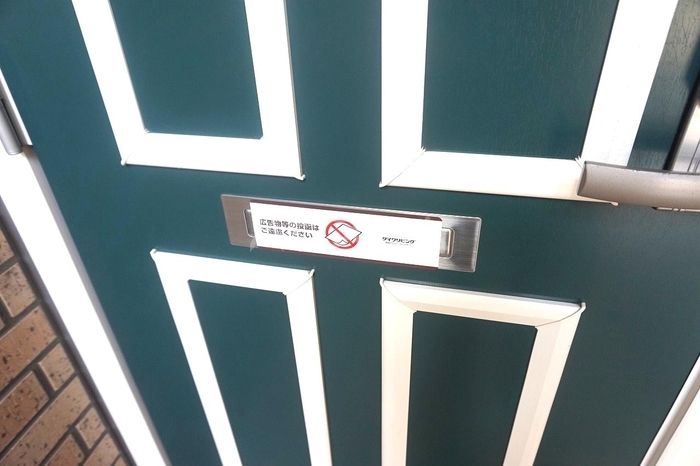 広告物等の投函は
ご遠慮ください
ダイワリビング